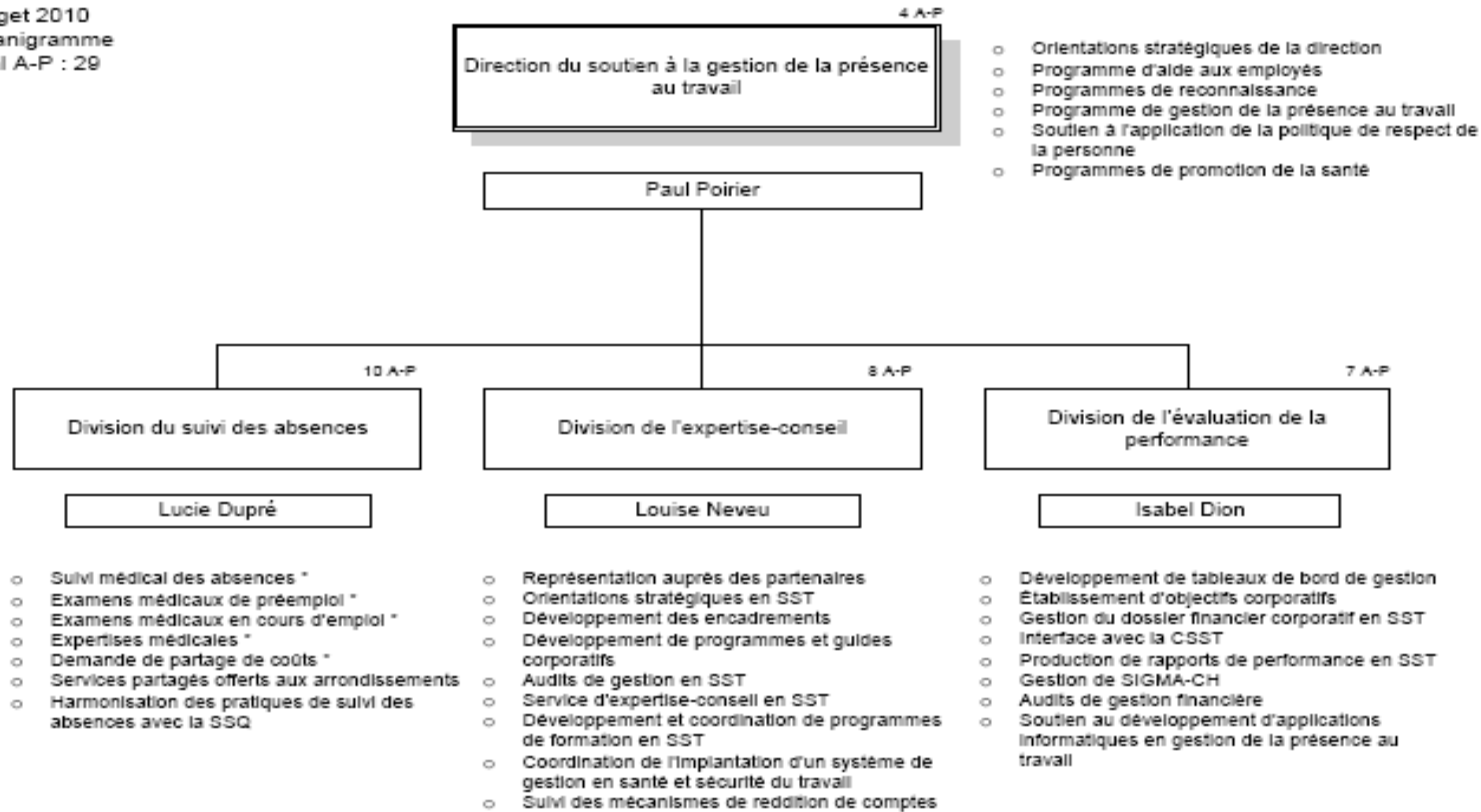 get 2010
anigramme
l A-P : 29
4 A-P
Direction du soutien à la gestion de la présence
au travail
Paul Poirier
o Orientations stratégiques de la direction
o Programme d'aide aux employés
o Programmes de reconnaissance
o Programme de gestion de la présence au travail
o Soutien à l'application de la politique de respect de
la personne
o Programmes de promotion de la santé
10 A-P
Division du suivi des absences
Lucie Dupré
o Suivi médical des absences *
o Examens médicaux de préemploi *
o Examens médicaux en cours d'emploi *
o Expertises médicales *
o Demande de partage de coûts *
o Services partagés offerts aux arrondissements
o Harmonisation des pratiques de suivi des
absences avec la SSQ
8 A-P
Division de l'expertise-conseil
Louise Neveu
o Représentation auprès des partenaires
o Orientations stratégiques en SST
o Développement des encadrements
o Développement de programmes et guides
corporatifs
o Audits de gestion en SST
o Service d'expertise-conseil en SST
o Développement et coordination de programmes
de formation en SST
o Coordination de l'implantation d'un système de
gestion en santé et sécurité du travail
o Suivi des mécanismes de reddition de comptes
7 A-P
Division de l'évaluation de la
performance
Isabel Dion
o Développement de tableaux de bord de gestion
o Établissement d'objectifs corporatifs
o Gestion du dossier financier corporatif en SST
o Interface avec la CSST
o Production de rapports de performance en SST
o Gestion de SIGMA-CH
o Audits de gestion financière
o Soutien au développement d'applications
informatiques en gestion de la présence au
travail